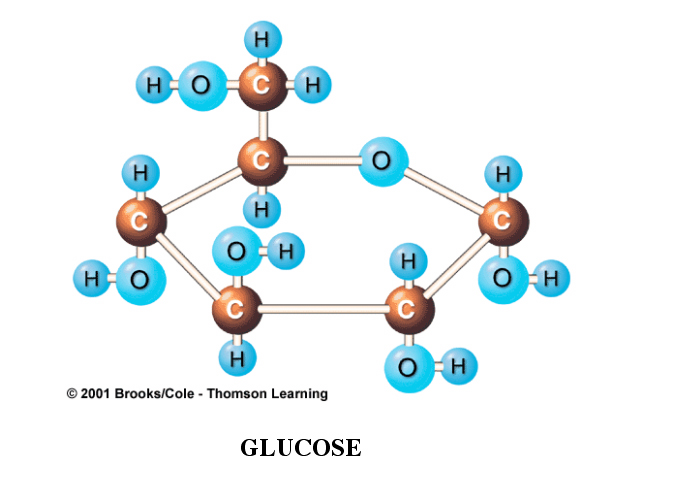 H
H O C H
C O
H H
C H C
O H
H O H O H
C C
H
H O H
© 2001 Brooks/Cole - Thomson Learning
GLUCOSE